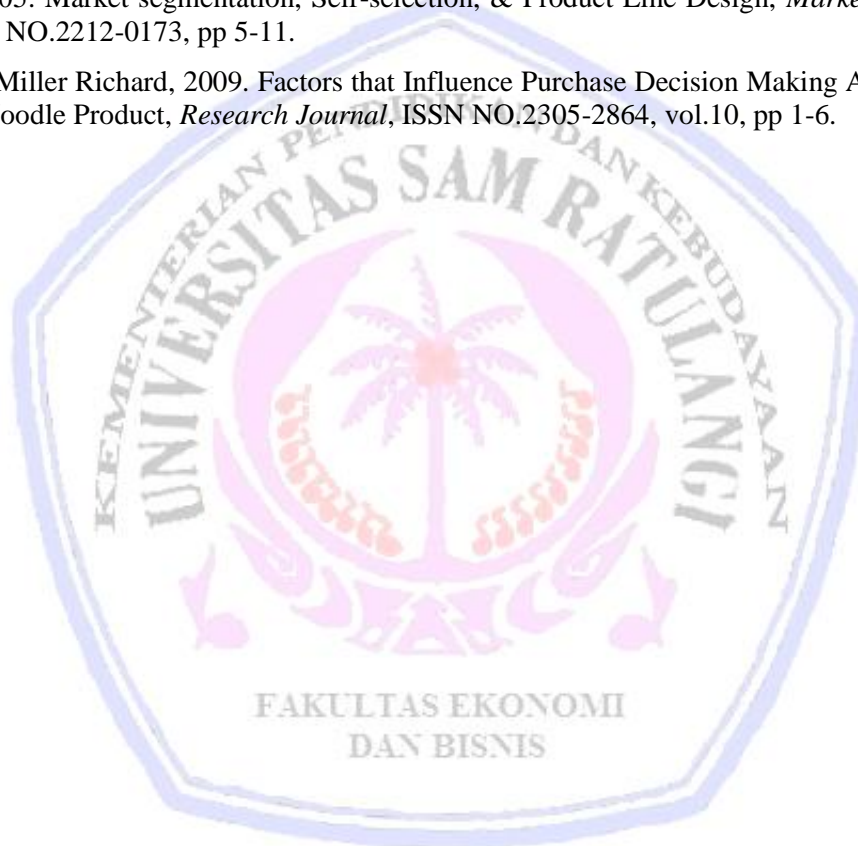 05. Market segmentation, Self-selection, & Product Line Design,
NO.2212-0173, pp 5-11.
Miller Richard, 2009. Factors that Influence Purchase Decision Making A
oodle Product, Research Journal, ISSN NO.2305-2864, vol.10, pp 1-6.
KEMENTERIAN PENDIDIKAN DAN KEBUDAYAAN
UNIVERSITAS SAM RATULANGI
FAKULTAS EKONOMI
DAN BISNIS